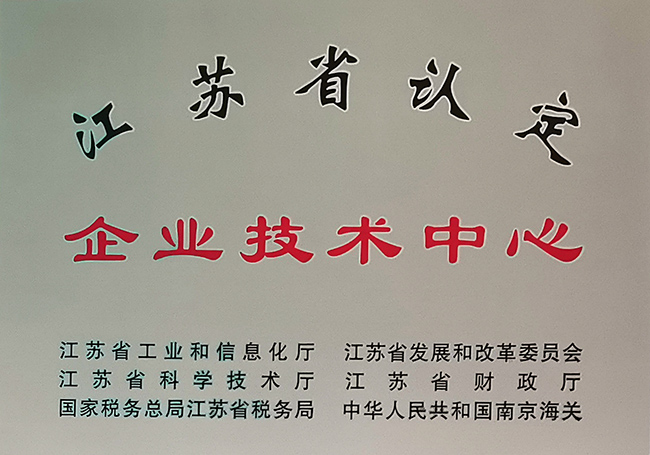 江苏省认定
企业技术中心
江苏省工业和信息化厅 江苏省发展和改革委员会
江苏省科学技术厅 江苏省财政厅
国家税务总局江苏省税务局 中华人民共和国南京海关